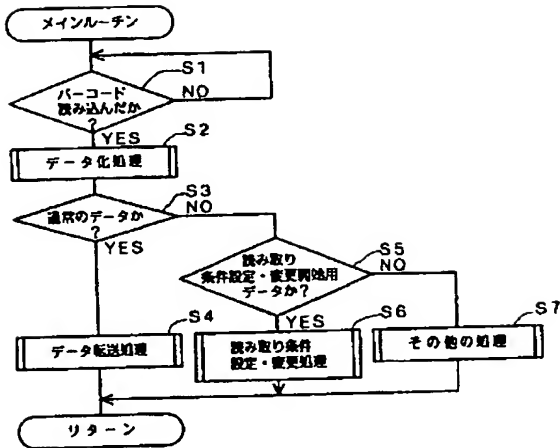 メインルーチン
S1
バーコード
読み込んだか
?
NO
YES
S2
データ化処理
S3
通常のデータか
?
NO
YES
S5
読み取り
条件設定・変更開始用
データか?
NO
YES
S4
データ転送処理
S6
読み取り条件
設定・変更処理
S7
その他の処理
リターン